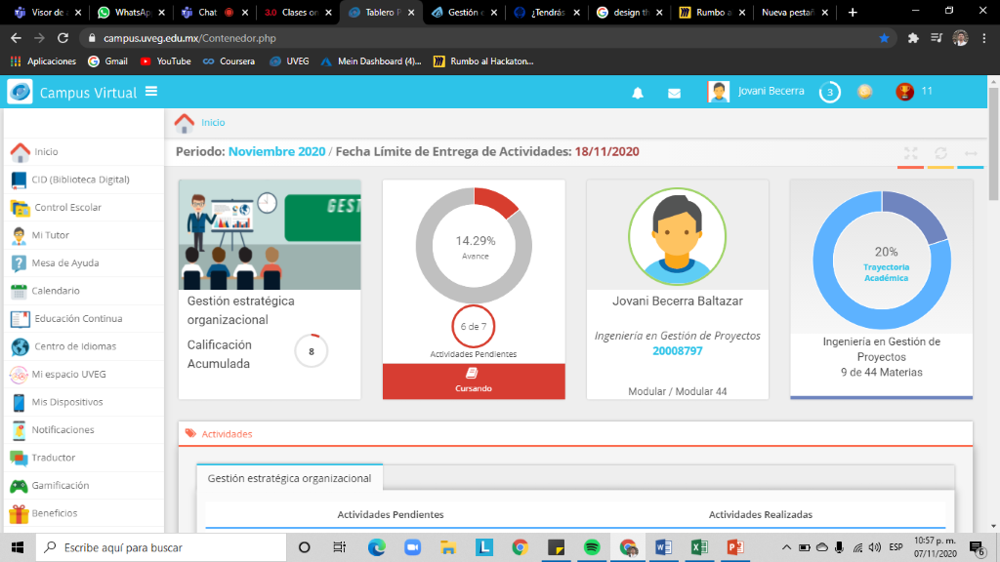 Visor de
WhatsAp
Chat
3.0 Clases on
Tablero P
Gestión e
¿Tendrás
design th
Rumbo al
Nueva pestañ
campus.uveg.edu.mx/Contenedor.php
Aplicaciones
Gmail
YouTube
Coursera
UVEG
Mein Dashboard (4)...
Rumbo al Hackaton...
Campus Virtual
Jovani Becerra
3
11
Inicio
Periodo: Noviembre 2020 / Fecha Límite de Entrega de Actividades: 18/11/2020
Inicio
CID (Biblioteca Digital)
Control Escolar
Mi Tutor
Mesa de Ayuda
Calendario
Educación Continua
Centro de Idiomas
Mi espacio UVEG
Mis Dispositivos
Notificaciones
Traductor
Gamificación
Beneficios
GEST
Gestión estratégica
organizacional
Calificación
Acumulada
8
14.29%
Avance
6 de 7
Actividades Pendientes
Cursando
Jovani Becerra Baltazar
Ingeniería en Gestión de Proyectos
20008797
Modular / Modular 44
20%
Trayectoria
Académica
Ingeniería en Gestión de
Proyectos
9 de 44 Materias
Actividades
Gestión estratégica organizacional
Actividades Pendientes
Actividades Realizadas
Escribe aquí para buscar
ESP
10:57 p. m.
07/11/2020
6